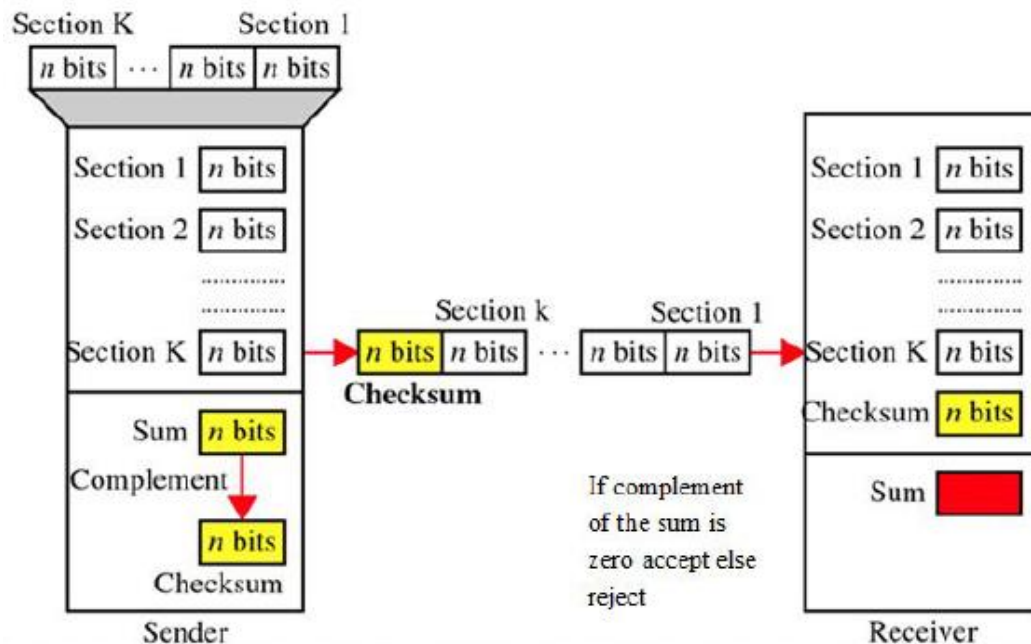 Section K Section 1
n bits ... n bits n bits
Section 1 n bits
Section 2 n bits
Section K n bits
Sum n bits
Complement
n bits
Checksum
Sender
Section k Section 1
n bits n bits ... n bits n bits
Checksum
If complement
of the sum is
zero accept else
reject
Section 1 n bits
Section 2 n bits
Section K n bits
Checksum n bits
Sum
Receiver